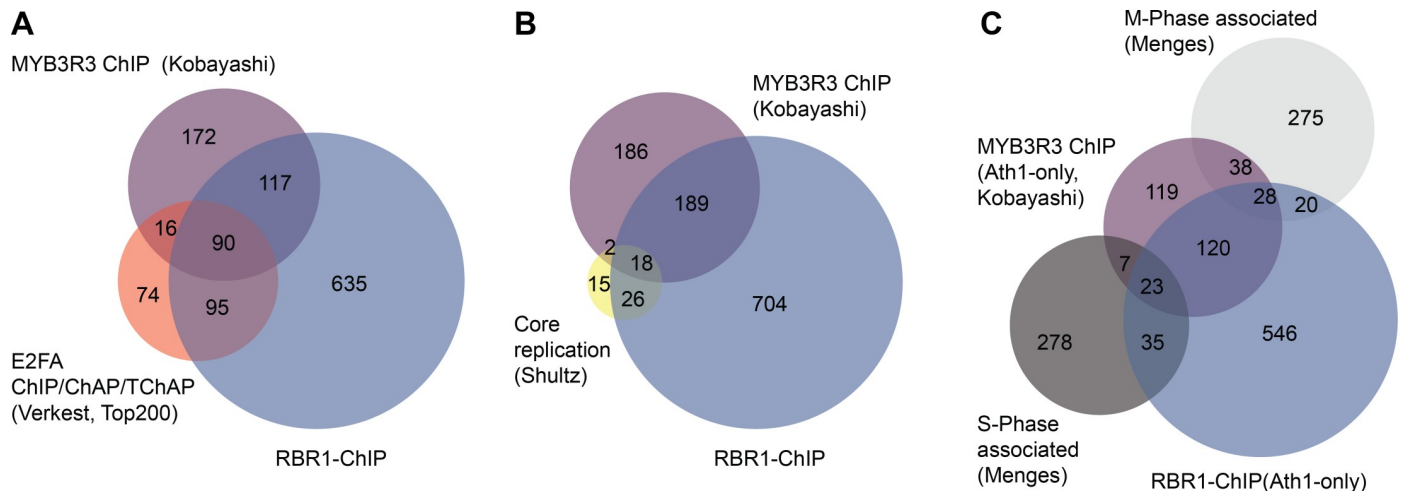 A
MYB3R3 ChIP (Kobayashi)
172
117
16
90
74
95
635
E2FA
ChIP/ChAP/TChAP
(Verkest, Top200)
RBR1-ChIP
B
MYB3R3 ChIP
(Kobayashi)
186
189
2
18
15
26
704
Core
replication
(Shultz)
RBR1-ChIP
C
M-Phase associated
(Menges)
275
MYB3R3 ChIP
(Ath1-only,
Kobayashi)
38
119
28
20
120
7
23
278
35
546
S-Phase
associated
(Menges)
RBR1-ChIP(Ath1-only)